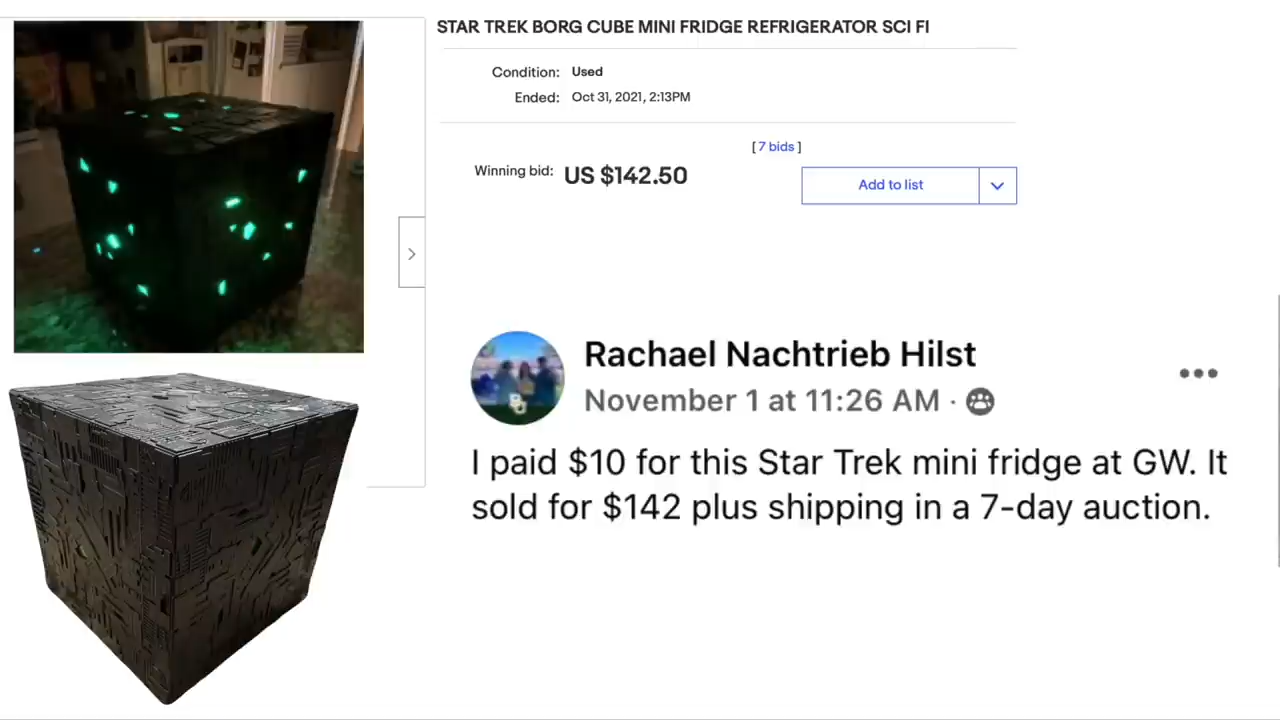 STAR TREK BORG CUBE MINI FRIDGE REFRIGERATOR SCI FI
Condition: Used
Ended: Oct 31, 2021, 2:13PM
[ 7 bids ]
Winning bid: US $142.50
Add to list
Rachael Nachtrieb Hilst
November 1 at 11:26 AM ·
I paid $10 for this Star Trek mini fridge at GW. It
sold for $142 plus shipping in a 7-day auction.